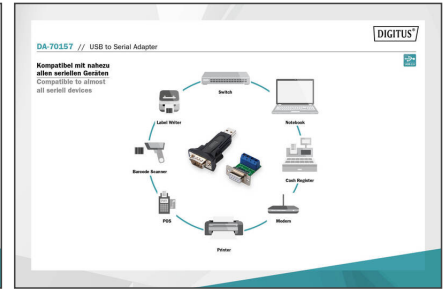 DIGITUS®
DA-70157 // USB to Serial Adapter
Kompatibel mit nahezu
allen seriellen Geräten
Compatible to almost
all seriell devices
Switch
Label Writer
Notebook
Barcode Scanner
Cash Register
POS
Modem
Printer